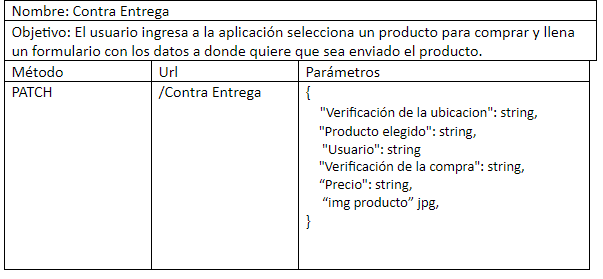 Nombre: Contra Entrega
Objetivo: El usuario ingresa a la aplicación selecciona un producto para comprar y llena
un formulario con los datos a donde quiere que sea enviado el producto.
Método Url Parámetros
PATCH /Contra Entrega {
"Verificación de la ubicacion": string,
"Producto elegido": string,
"Usuario": string
"Verificación de la compra": string,
“Precio": string,
“img producto” jpg,
}